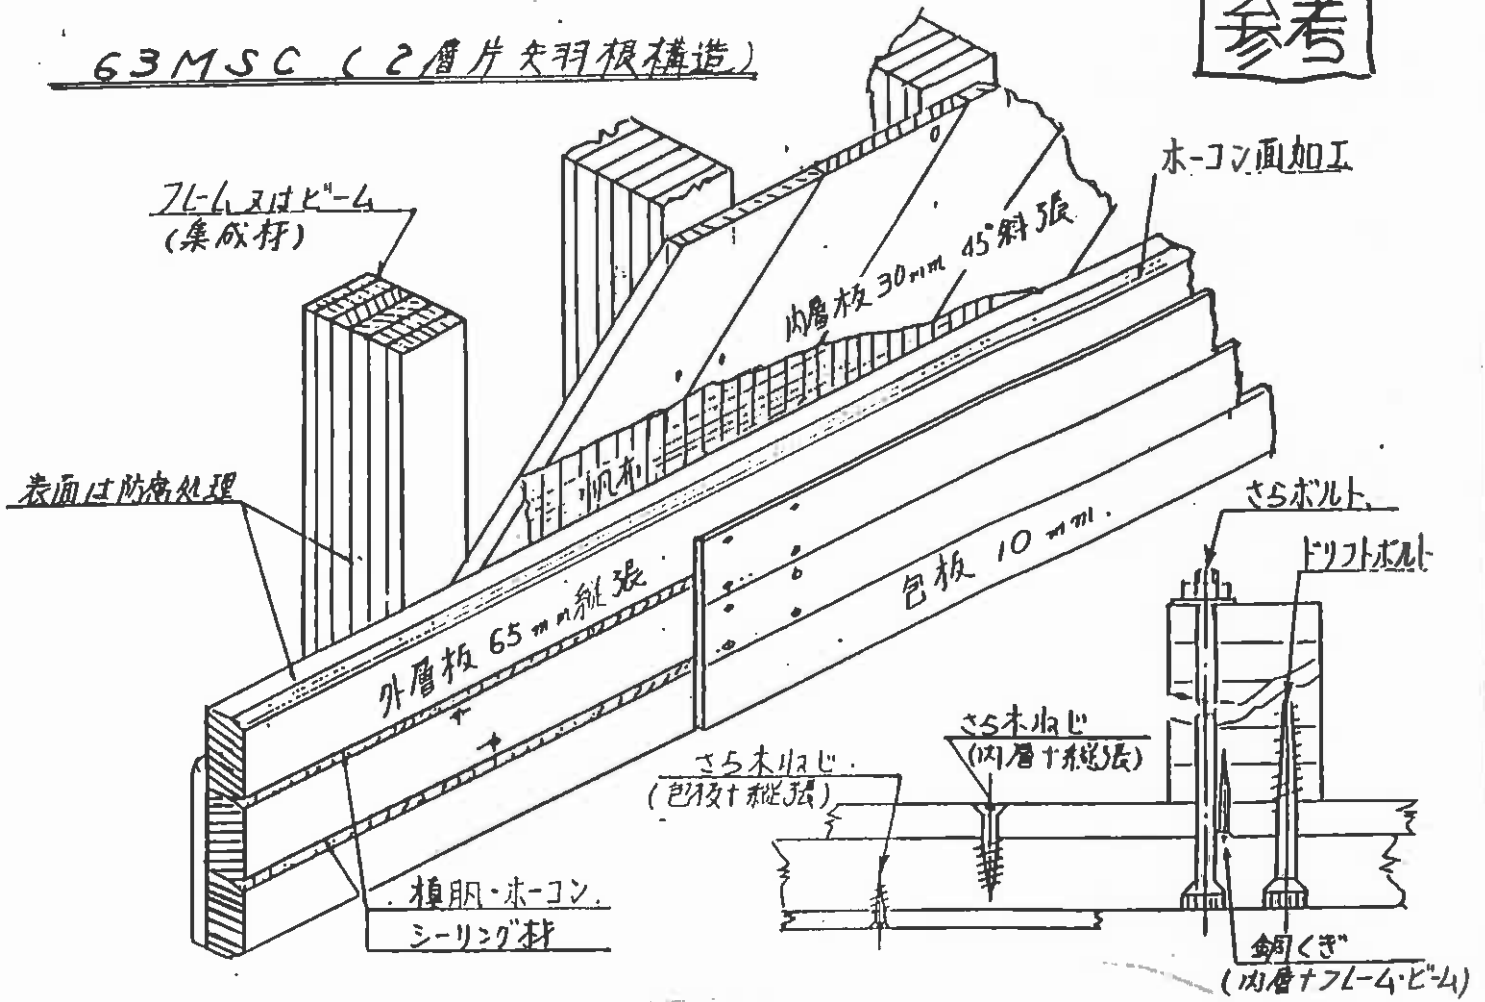 参考
63MSC (2層片矢羽根構造)
ホーコン面加工
フレーム又はビーム
(集成材)
内層板 30mm 45°斜張
帆布
表面は防腐処理
外層板 65mm縦張
包板 10mm.
さらボルト
ドリフトボルト
さら木ねじ
(内層+縦張)
さら木ねじ.
(包板+縦張)
槙肌・ホーコン.
シーリング材
銅くぎ
(内層+フレーム・ビーム)